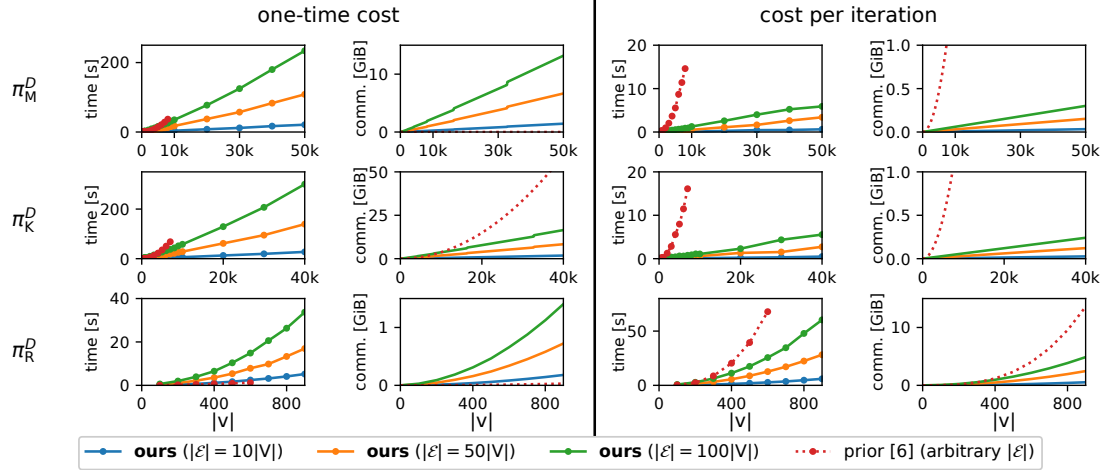 one-time cost
cost per iteration
π_M^D
time [s]
200
0
10k 30k 50k
comm. [GiB]
10
0
0 10k 30k 50k
time [s]
20
10
0
0 10k 30k 50k
comm. [GiB]
1.0
0.5
0.0
0 10k 30k 50k
π_K^D
time [s]
200
0
0 20k 40k
comm. [GiB]
50
25
0
0 20k 40k
time [s]
20
10
0
0 20k 40k
comm. [GiB]
1.0
0.5
0.0
0 20k 40k
π_R^D
time [s]
40
20
0
0 400 800
|v|
comm. [GiB]
1
0
0 400 800
|v|
time [s]
50
0
0 400 800
|v|
comm. [GiB]
10
0
0 400 800
|v|
ours (|ℰ| = 10|V|) ours (|ℰ| = 50|V|) ours (|ℰ| = 100|V|) prior [6] (arbitrary |ℰ|)